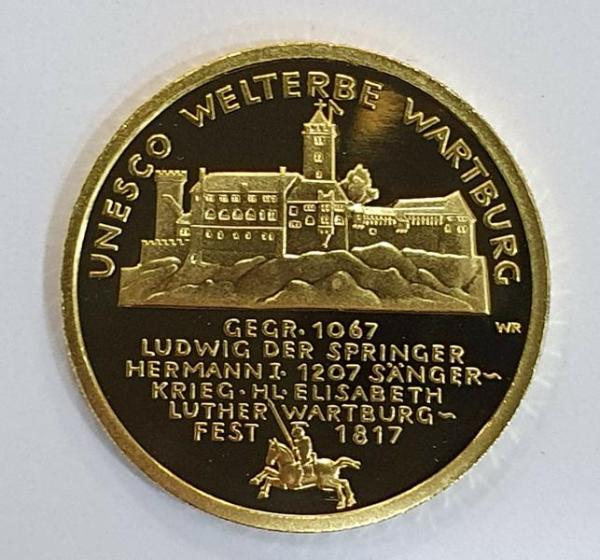 UNESCO WELTERBE WARTBURG
WR
GEGR· 1067
LUDWIG DER SPRINGER
HERMANN I· 1207 SÄNGER~
KRIEG · HL· ELISABETH
LUTHER WARTBURG~
FEST 1817